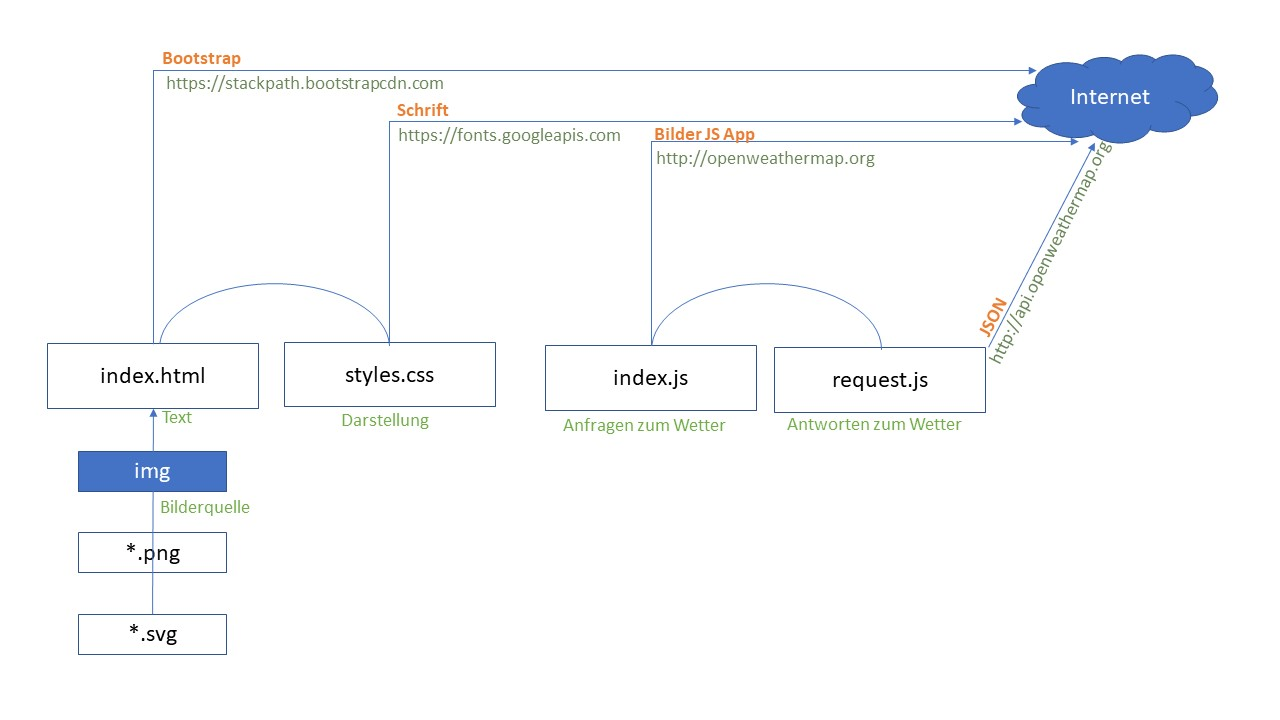 Bootstrap
https://stackpath.bootstrapcdn.com
Internet
Schrift
https://fonts.googleapis.com
Bilder JS App
http://openweathermap.org
JSON
http://api.openweathermap.org
index.html
styles.css
index.js
request.js
Text
Darstellung
Anfragen zum Wetter
Antworten zum Wetter
img
Bilderquelle
*.png
*.svg